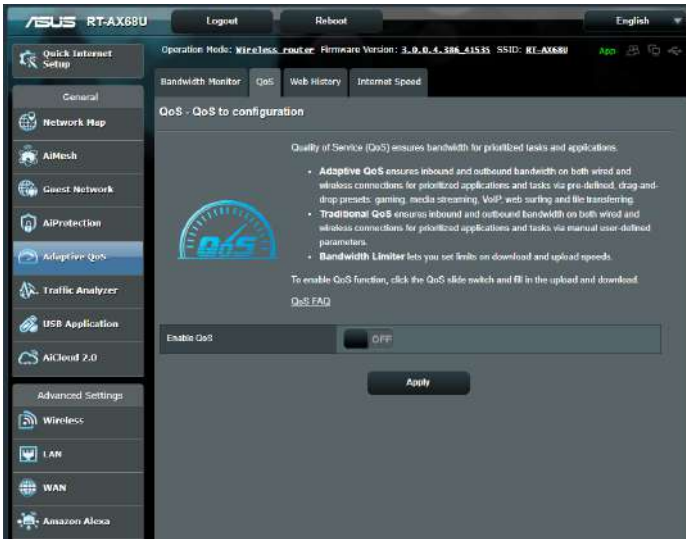 ASUS RT-AX68U
Logout
Reboot
English
Quick Internet
Setup
Operation Mode: Wireless router Firmware Version: 3.0.0.4.386_41535 SSID: RT-AX68U
App
General
Network Map
AiMesh
Guest Network
AiProtection
Adaptive QoS
Traffic Analyzer
USB Application
AiCloud 2.0
Advanced Settings
Wireless
LAN
WAN
Amazon Alexa
Bandwidth Monitor QoS Web History Internet Speed
QoS - QoS to configuration
QoS
Quality of Service (QoS) ensures bandwidth for prioritized tasks and applications.
• Adaptive QoS ensures inbound and outbound bandwidth on both wired and
wireless connections for prioritized applications and tasks via pre-defined, drag-and-
drop presets: gaming, media streaming, VoIP, web surfing and file transferring.
• Traditional QoS ensures inbound and outbound bandwidth on both wired and
wireless connections for prioritized applications and tasks via manual user-defined
parameters.
• Bandwidth Limiter lets you set limits on download and upload speeds.
To enable QoS function, click the QoS slide switch and fill in the upload and download.
QoS FAQ
Enable QoS
OFF
Apply